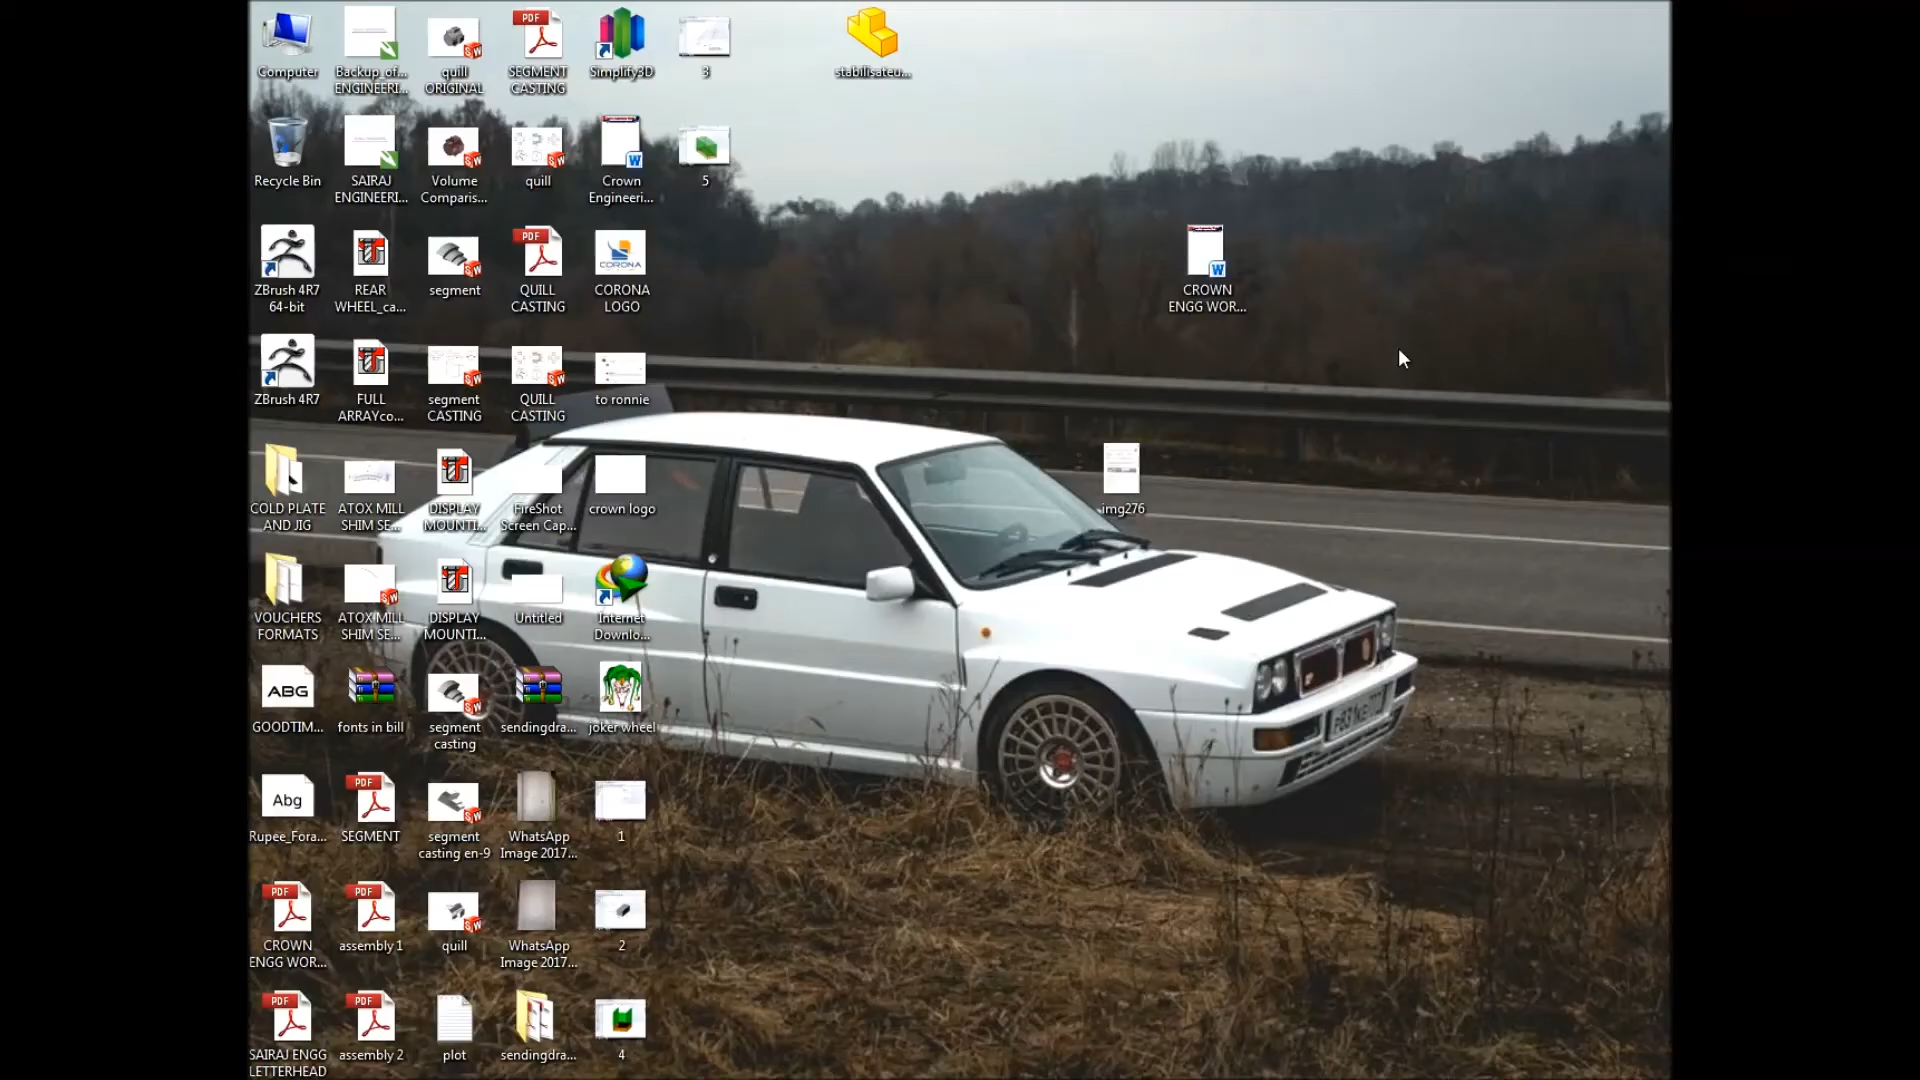 Computer
Backup_of...
ENGINEERI...
quill
ORIGINAL
PDF
SEGMENT
CASTING
Simplify3D
3
stabilisateu...
Recycle Bin
SAIRAJ
ENGINEERI...
Volume
Comparis...
quill
Crown
Engineeri...
5
ZBrush 4R7
64-bit
REAR
WHEEL_ca...
segment
PDF
QUILL
CASTING
CORONA
CORONA
LOGO
CROWN
ENGG WOR...
ZBrush 4R7
FULL
ARRAYco...
segment
CASTING
QUILL
CASTING
to ronnie
COLD PLATE
AND JIG
ATOX MILL
SHIM SE...
DISPLAY
MOUNTI...
FireShot
Screen Cap...
crown logo
img276
VOUCHERS
FORMATS
ATOX MILL
SHIM SE...
DISPLAY
MOUNTI...
Untitled
Internet
Downlo...
ABG
GOODTIM...
fonts in bill
segment
casting
sendingdra...
joker wheel
Abg
Rupee_Fora...
PDF
SEGMENT
segment
casting en-9
WhatsApp
Image 2017...
1
PDF
CROWN
ENGG WOR...
PDF
assembly 1
quill
WhatsApp
Image 2017...
2
PDF
SAIRAJ ENGG
LETTERHEAD
PDF
assembly 2
plot
sendingdra...
4